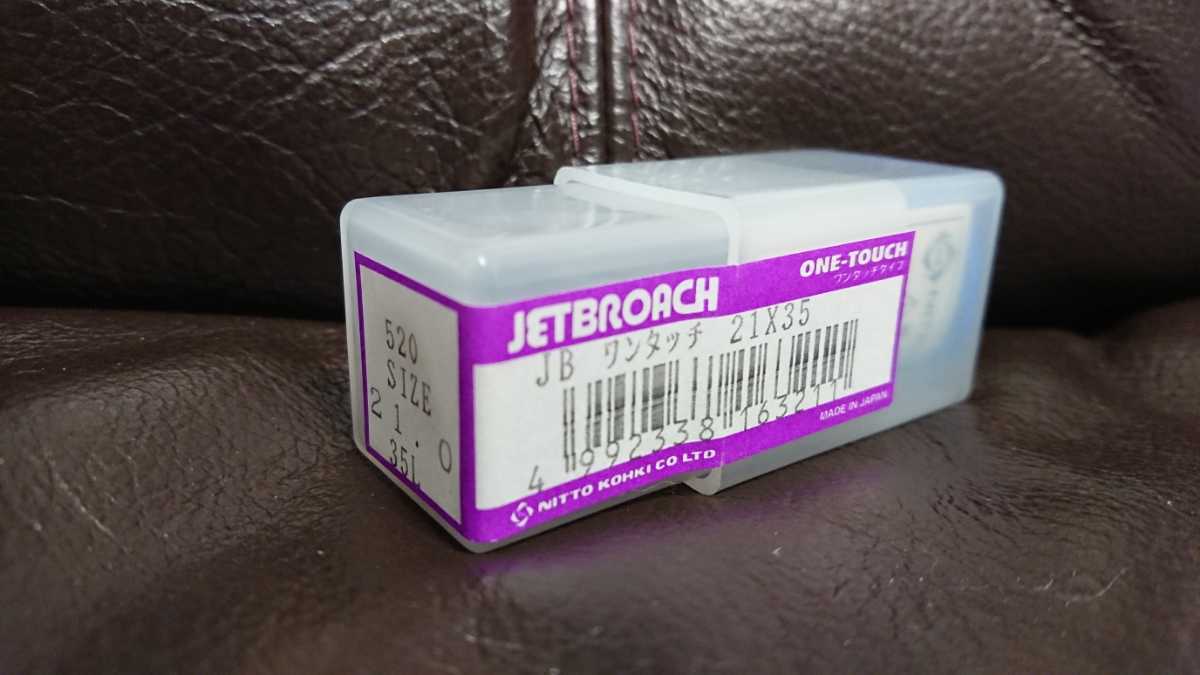 520
SIZE
21.0
35L
JETBROACH
ONE-TOUCH
ワンタッチタイプ
JB ワンタッチ 21X35
4 992338 163211
MADE IN JAPAN
NITTO KOHKI CO LTD